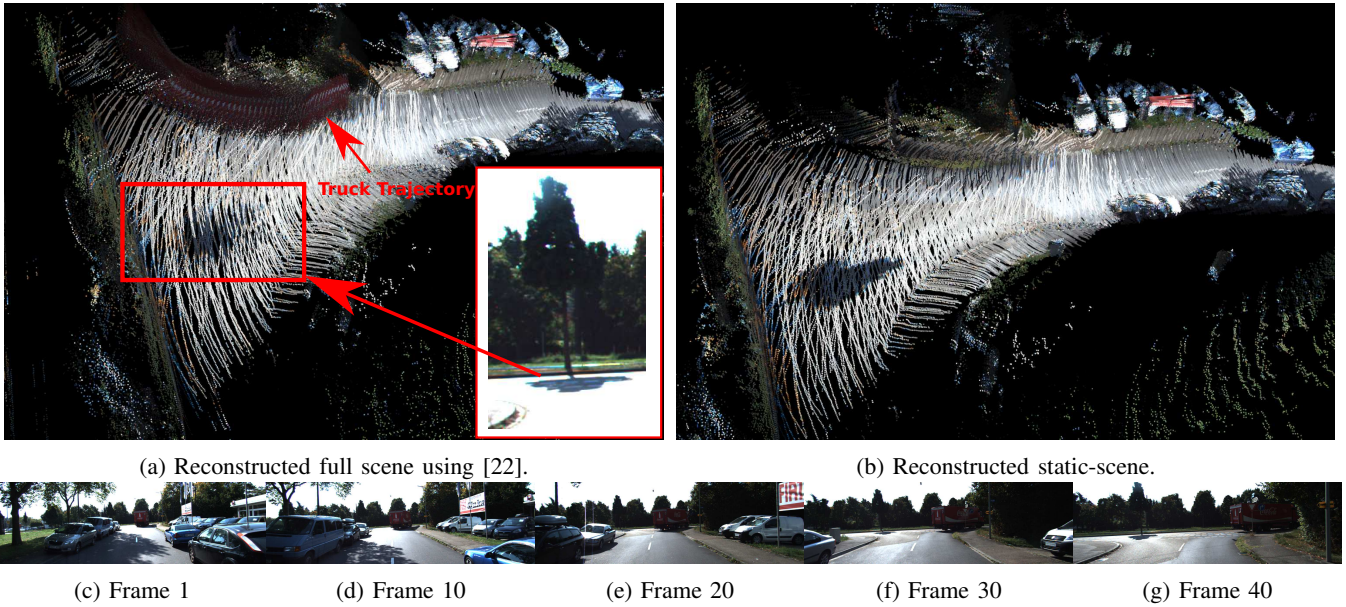 Truck Trajectory
(a) Reconstructed full scene using [22].
(b) Reconstructed static-scene.
(c) Frame 1
(d) Frame 10
(e) Frame 20
(f) Frame 30
(g) Frame 40